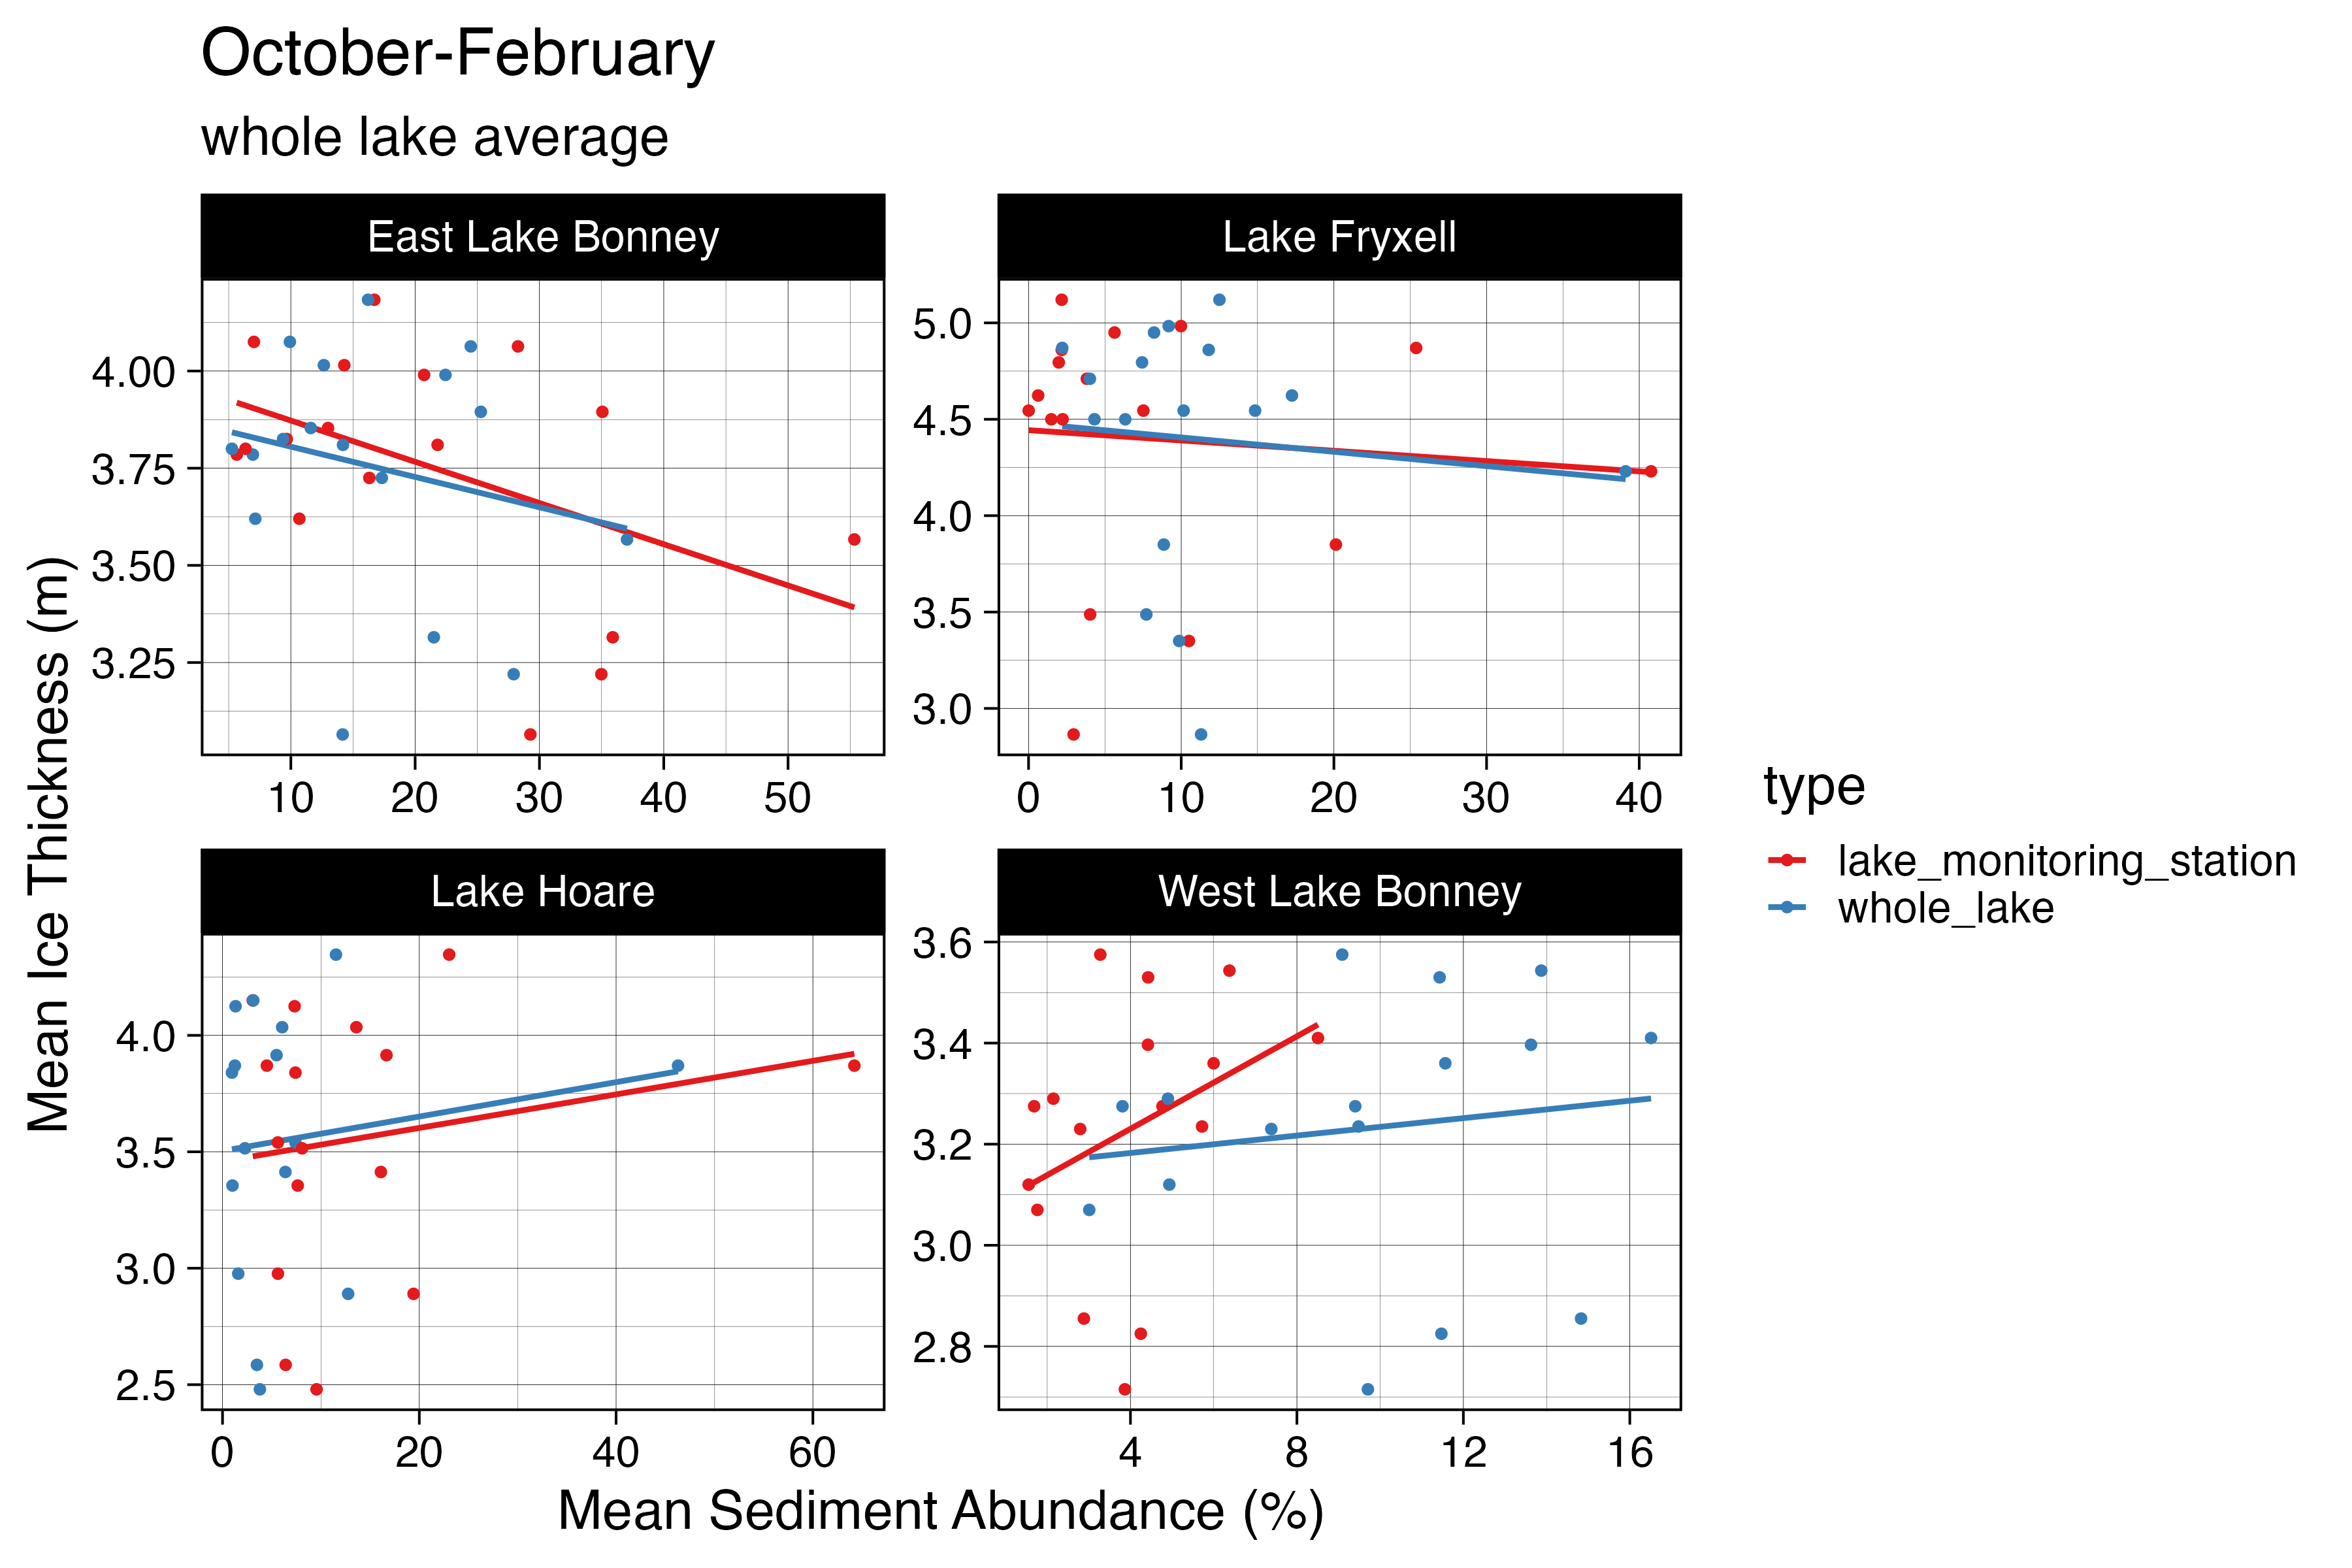 October-February
whole lake average
East Lake Bonney
Lake Fryxell
4.00
3.75
3.50
3.25
10 20 30 40 50
5.0
4.5
4.0
3.5
3.0
0 10 20 30 40
Lake Hoare
West Lake Bonney
4.0
3.5
3.0
2.5
0 20 40 60
3.6
3.4
3.2
3.0
2.8
4 8 12 16
Mean Ice Thickness (m)
Mean Sediment Abundance (%)
type
lake_monitoring_station
whole_lake